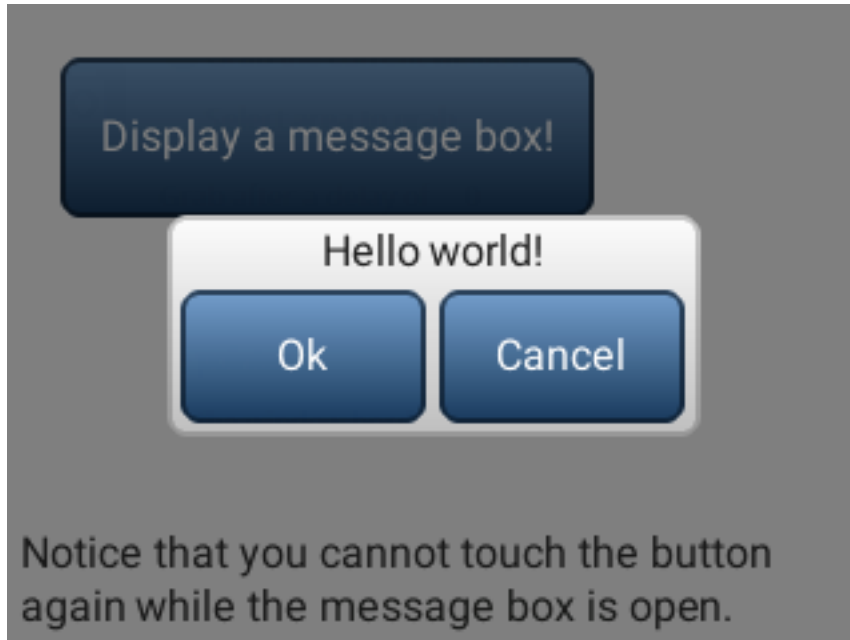 Display a message box!
Hello world!
Ok Cancel
Notice that you cannot touch the button
again while the message box is open.